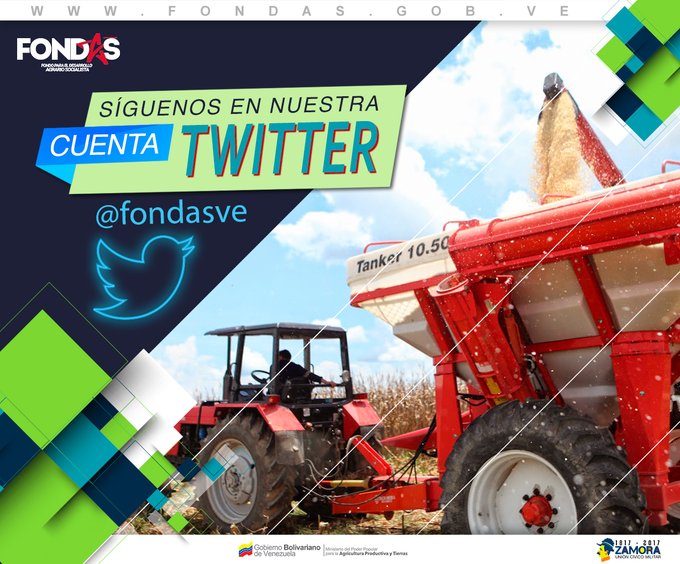 WWW.FONDAS.GOB.VE
FONDAS
FONDO PARA EL DESARROLLO
AGRARIO SOCIALISTA
SÍGUENOS EN NUESTRA
CUENTA TWITTER
@fondasve
Tanker 10.500
Gobierno Bolivariano
de Venezuela
Ministerio del Poder Popular
para la Agricultura Productiva y Tierras
1817 - 2017
ZAMORA
UNIÓN CÍVICO MILITAR